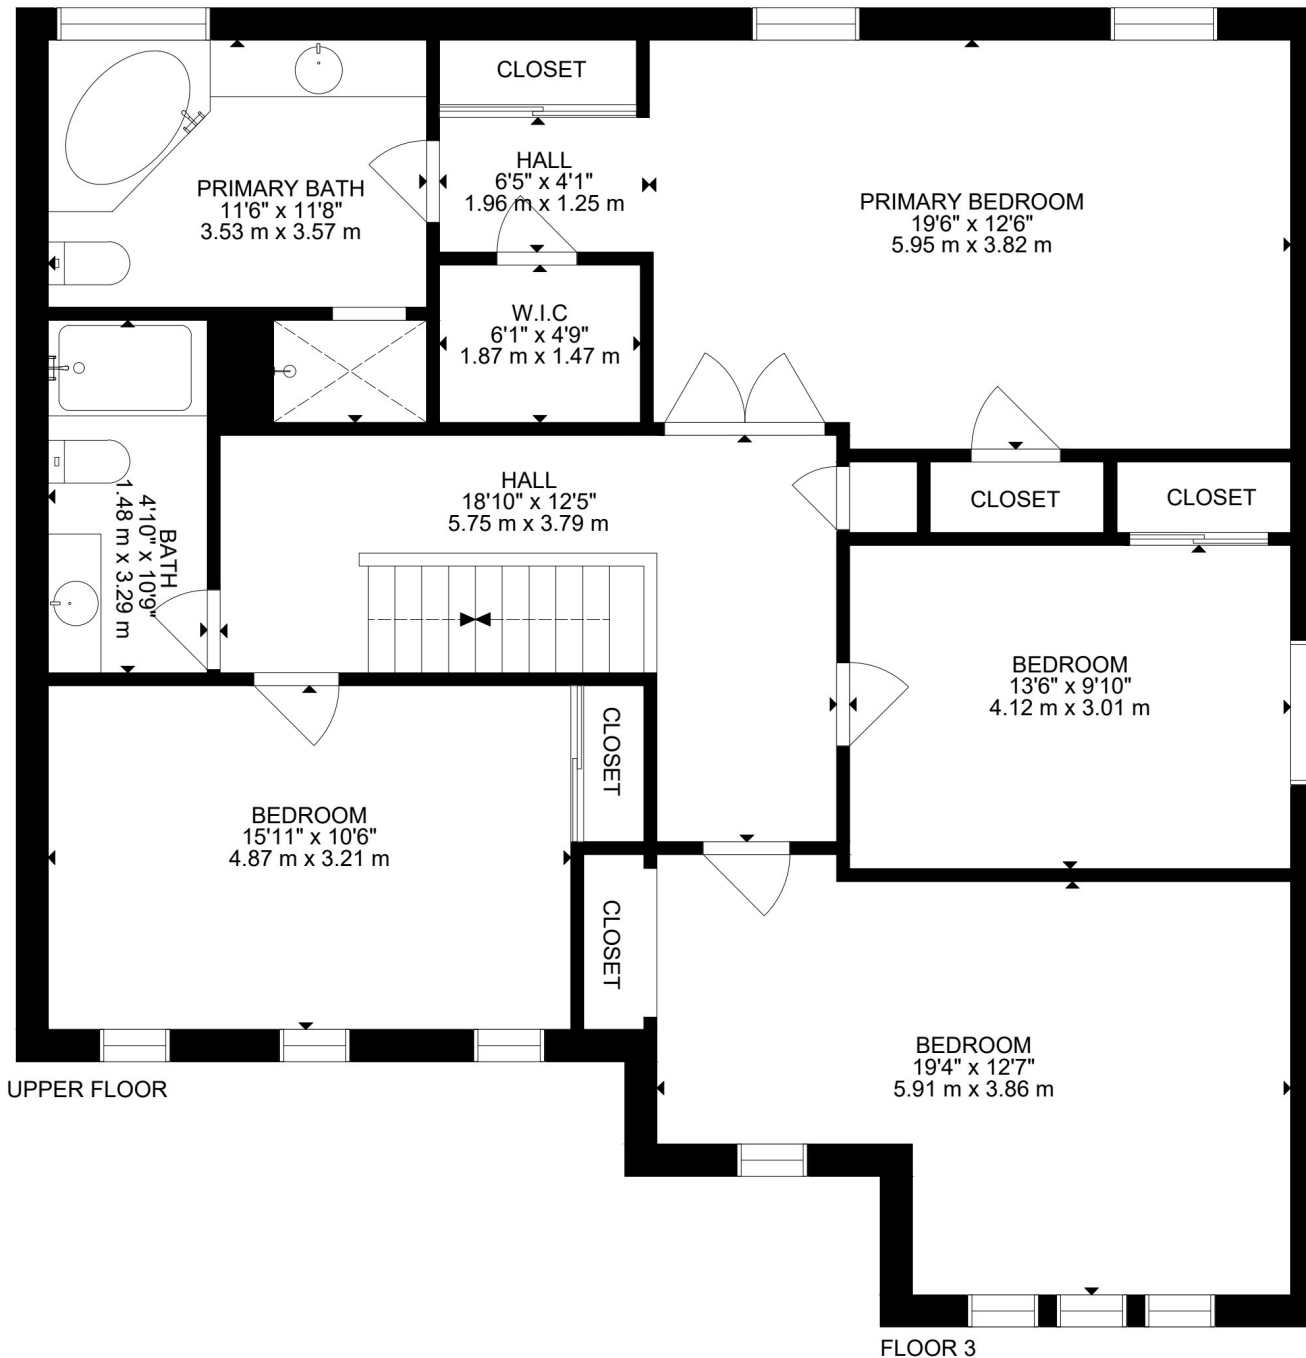 CLOSET
HALL
6'5" x 4'1"
1.96 m x 1.25 m
PRIMARY BATH
11'6" x 11'8"
3.53 m x 3.57 m
PRIMARY BEDROOM
19'6" x 12'6"
5.95 m x 3.82 m
W.I.C
6'1" x 4'9"
1.87 m x 1.47 m
HALL
18'10" x 12'5"
5.75 m x 3.79 m
CLOSET
CLOSET
BATH
4'10" x 10'9"
1.48 m x 3.29 m
BEDROOM
13'6" x 9'10"
4.12 m x 3.01 m
CLOSET
BEDROOM
15'11" x 10'6"
4.87 m x 3.21 m
CLOSET
BEDROOM
19'4" x 12'7"
5.91 m x 3.86 m
UPPER FLOOR
FLOOR 3